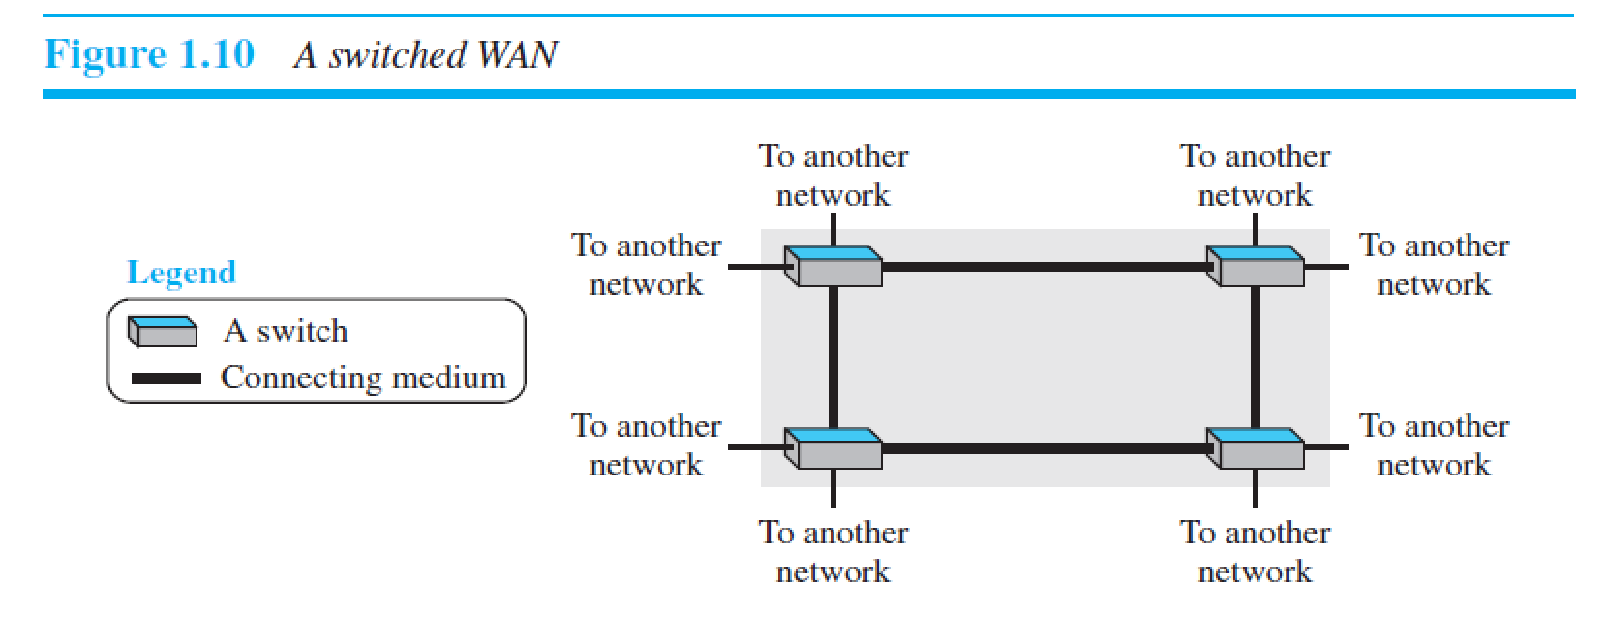 Figure 1.10 A switched WAN
To another
network
To another
network
To another
network
To another
network
Legend
A switch
Connecting medium
To another
network
To another
network
To another
network
To another
network